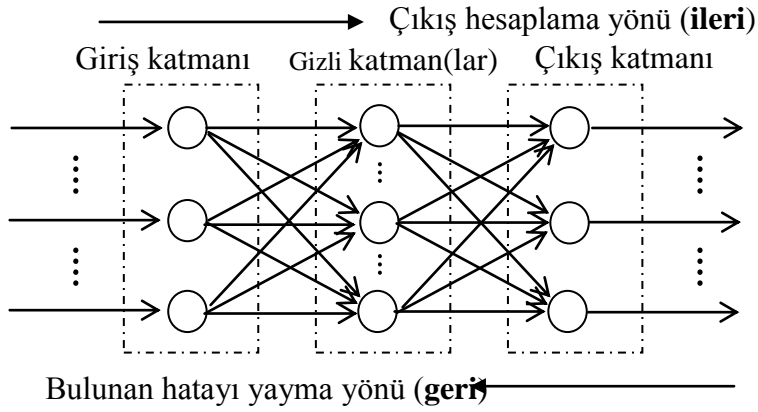 Çıkış hesaplama yönü (ileri)
Giriş katmanı Gizli katman(lar) Çıkış katmanı
Bulunan hatayı yayma yönü (geri)